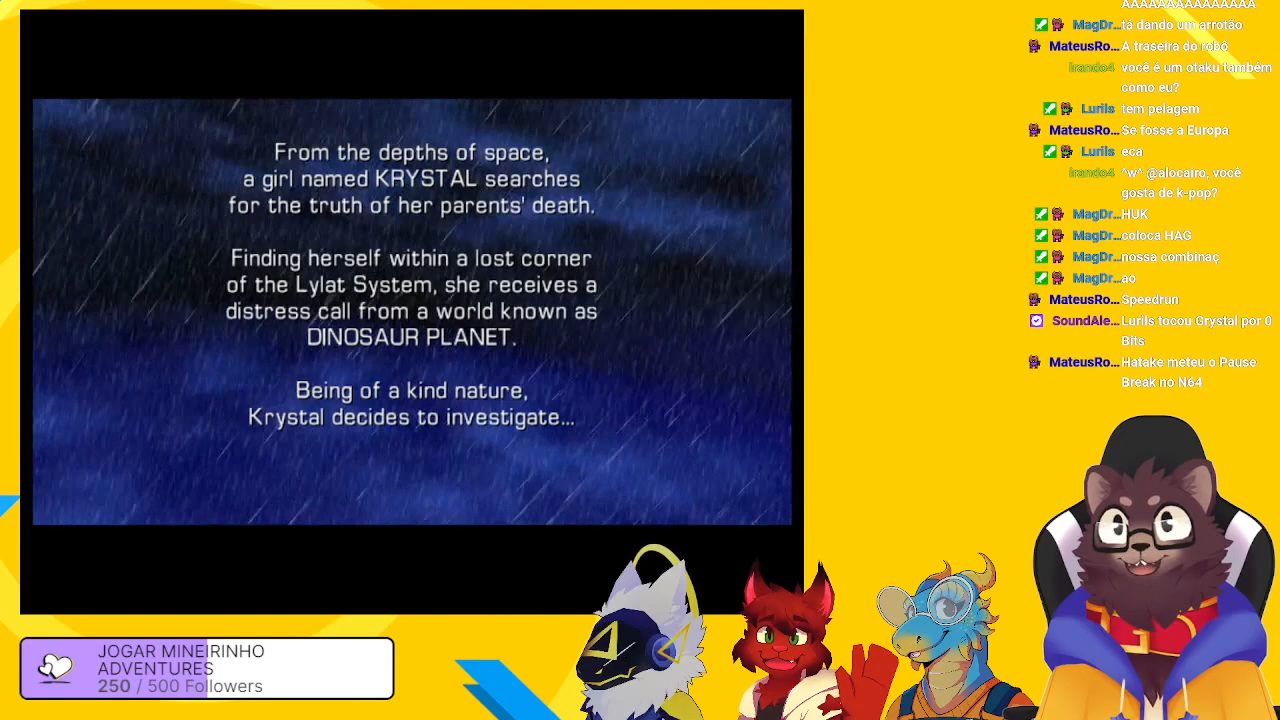 From the depths of space,
a girl named KRYSTAL searches
for the truth of her parents' death.
Finding herself within a lost corner
of the Lylat System, she receives a
distress call from a world known as
DINOSAUR PLANET.
Being of a kind nature,
Krystal decides to investigate...
JOGAR MINEIRINHO
ADVENTURES
250 / 500 Followers
MagDr...tá dando um arrotão
MateusRo...A traseira do robô
lrando4 você é um otaku também
como eu?
Lurils tem pelagem
MateusRo...Se fosse a Europa
Lurils eca
lrando4 ^w^ @alocairo, você
gosta de k-pop?
MagDr...HUK
MagDr...coloca HAG
MagDr...nossa combinaç
MagDr...ao
MateusRo...Speedrun
SoundAle...Lurils tocou Grystal por 0
Bits
MateusRo...Hatake meteu o Pause
Break no N64